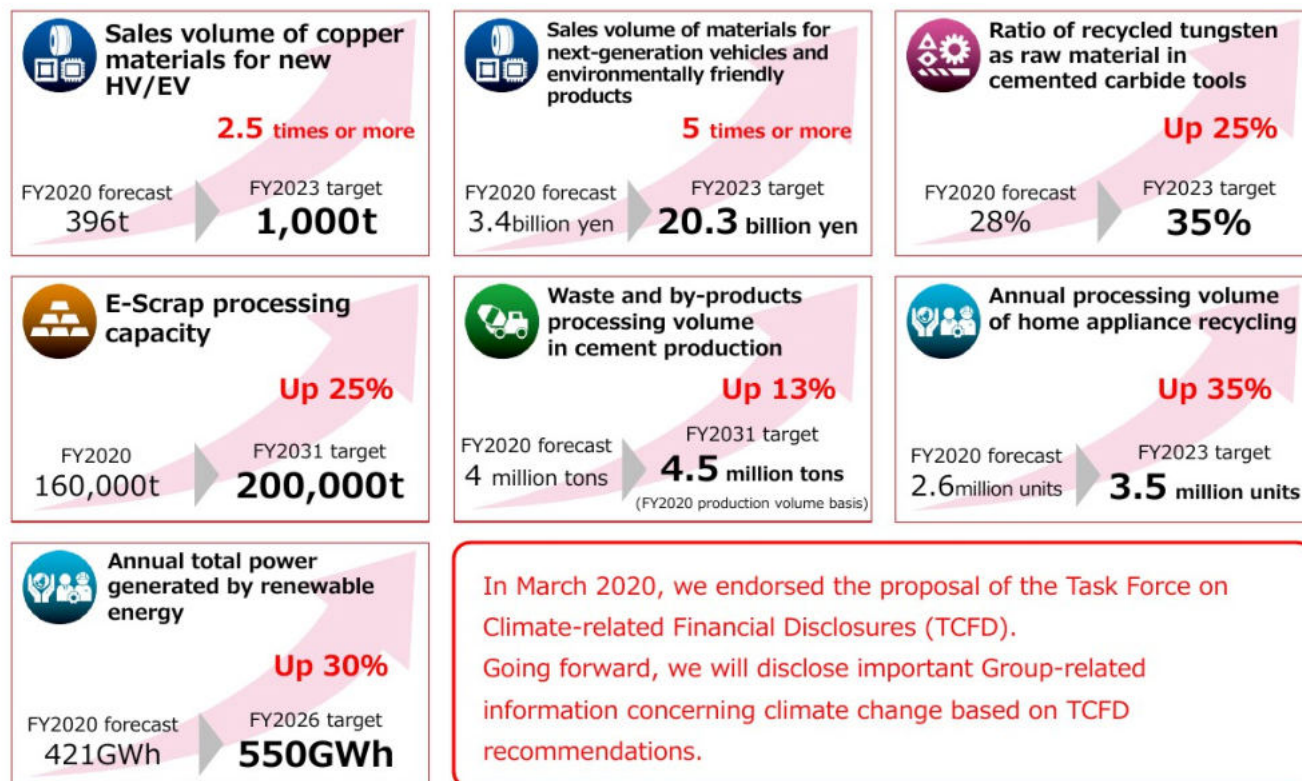 Sales volume of copper
materials for new
HV/EV
2.5 times or more
FY2020 forecast
396t
FY2023 target
1,000t
Sales volume of materials for
next-generation vehicles and
environmentally friendly
products
5 times or more
FY2020 forecast
3.4billion yen
FY2023 target
20.3 billion yen
Ratio of recycled tungsten
as raw material in
cemented carbide tools
Up 25%
FY2020 forecast
28%
FY2023 target
35%
E-Scrap processing
capacity
Up 25%
FY2020
160,000t
FY2031 target
200,000t
Waste and by-products
processing volume
in cement production
Up 13%
FY2020 forecast
4 million tons
FY2031 target
4.5 million tons
(FY2020 production volume basis)
Annual processing volume
of home appliance recycling
Up 35%
FY2020 forecast
2.6million units
FY2023 target
3.5 million units
Annual total power
generated by renewable
energy
Up 30%
FY2020 forecast
421GWh
FY2026 target
550GWh
In March 2020, we endorsed the proposal of the Task Force on
Climate-related Financial Disclosures (TCFD).
Going forward, we will disclose important Group-related
information concerning climate change based on TCFD
recommendations.